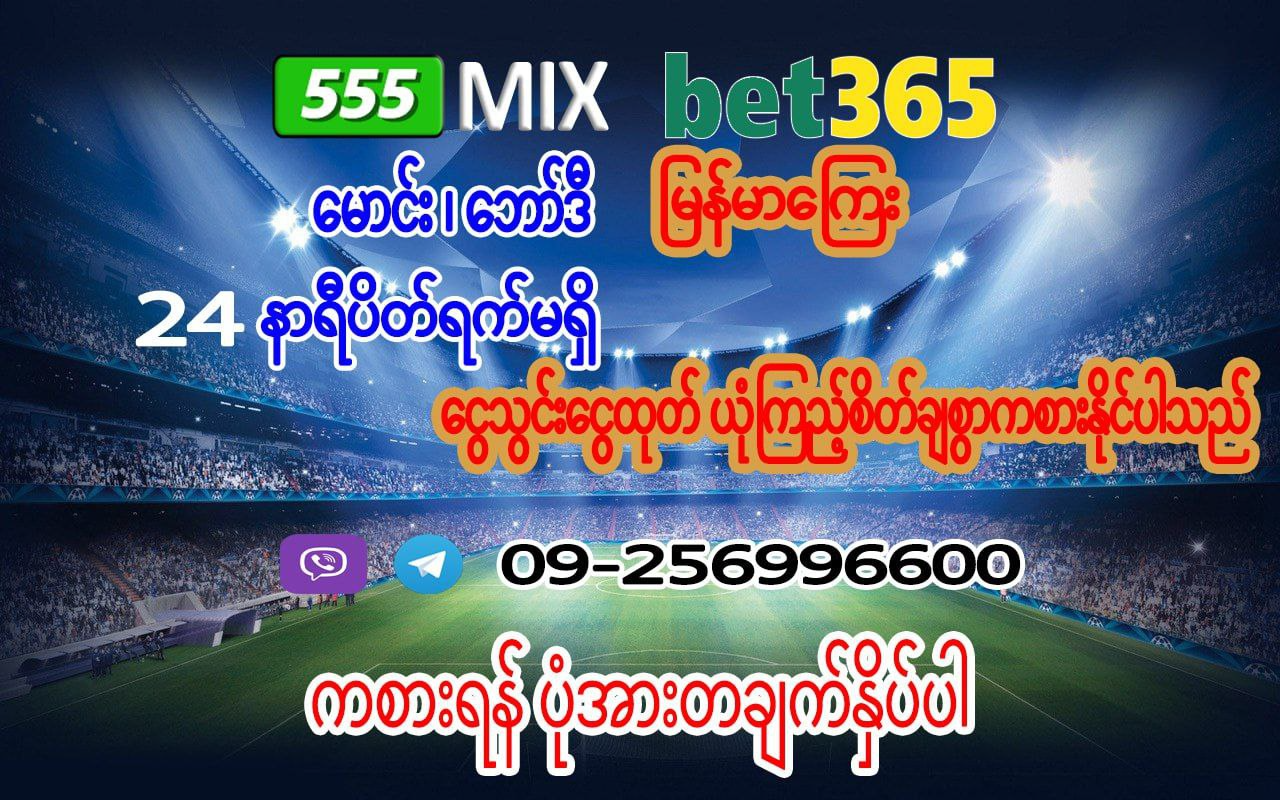 555 MIX bet365
မောင်း၊ ဘော်ဒီ မြန်မာကြေး
24 နာရီပိတ်ရက်မရှိ
ငွေသွင်းငွေထုတ် ယုံကြည့်စိတ်ချစွာကစားနိုင်ပါသည်
09-256996600
ကစားရန် ပုံအားတချက်နှိပ်ပါ